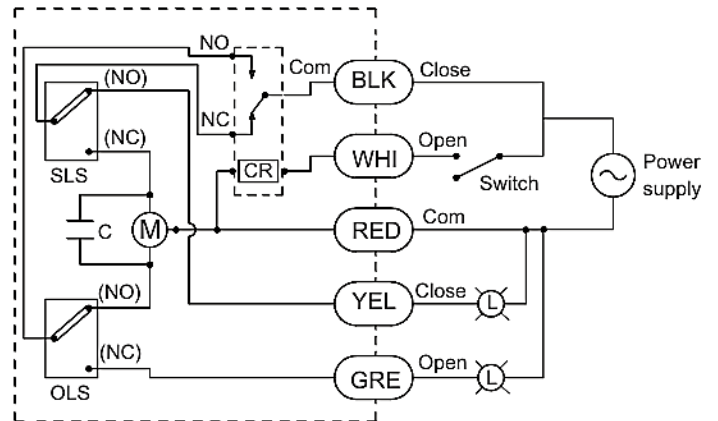 NO
Com
BLK
Close
(NO)
NC
Open
WHI
(NC)
CR
Switch
Power
supply
SLS
C
M
RED
Com
(NO)
YEL
Close
L
(NC)
GRE
Open
L
OLS